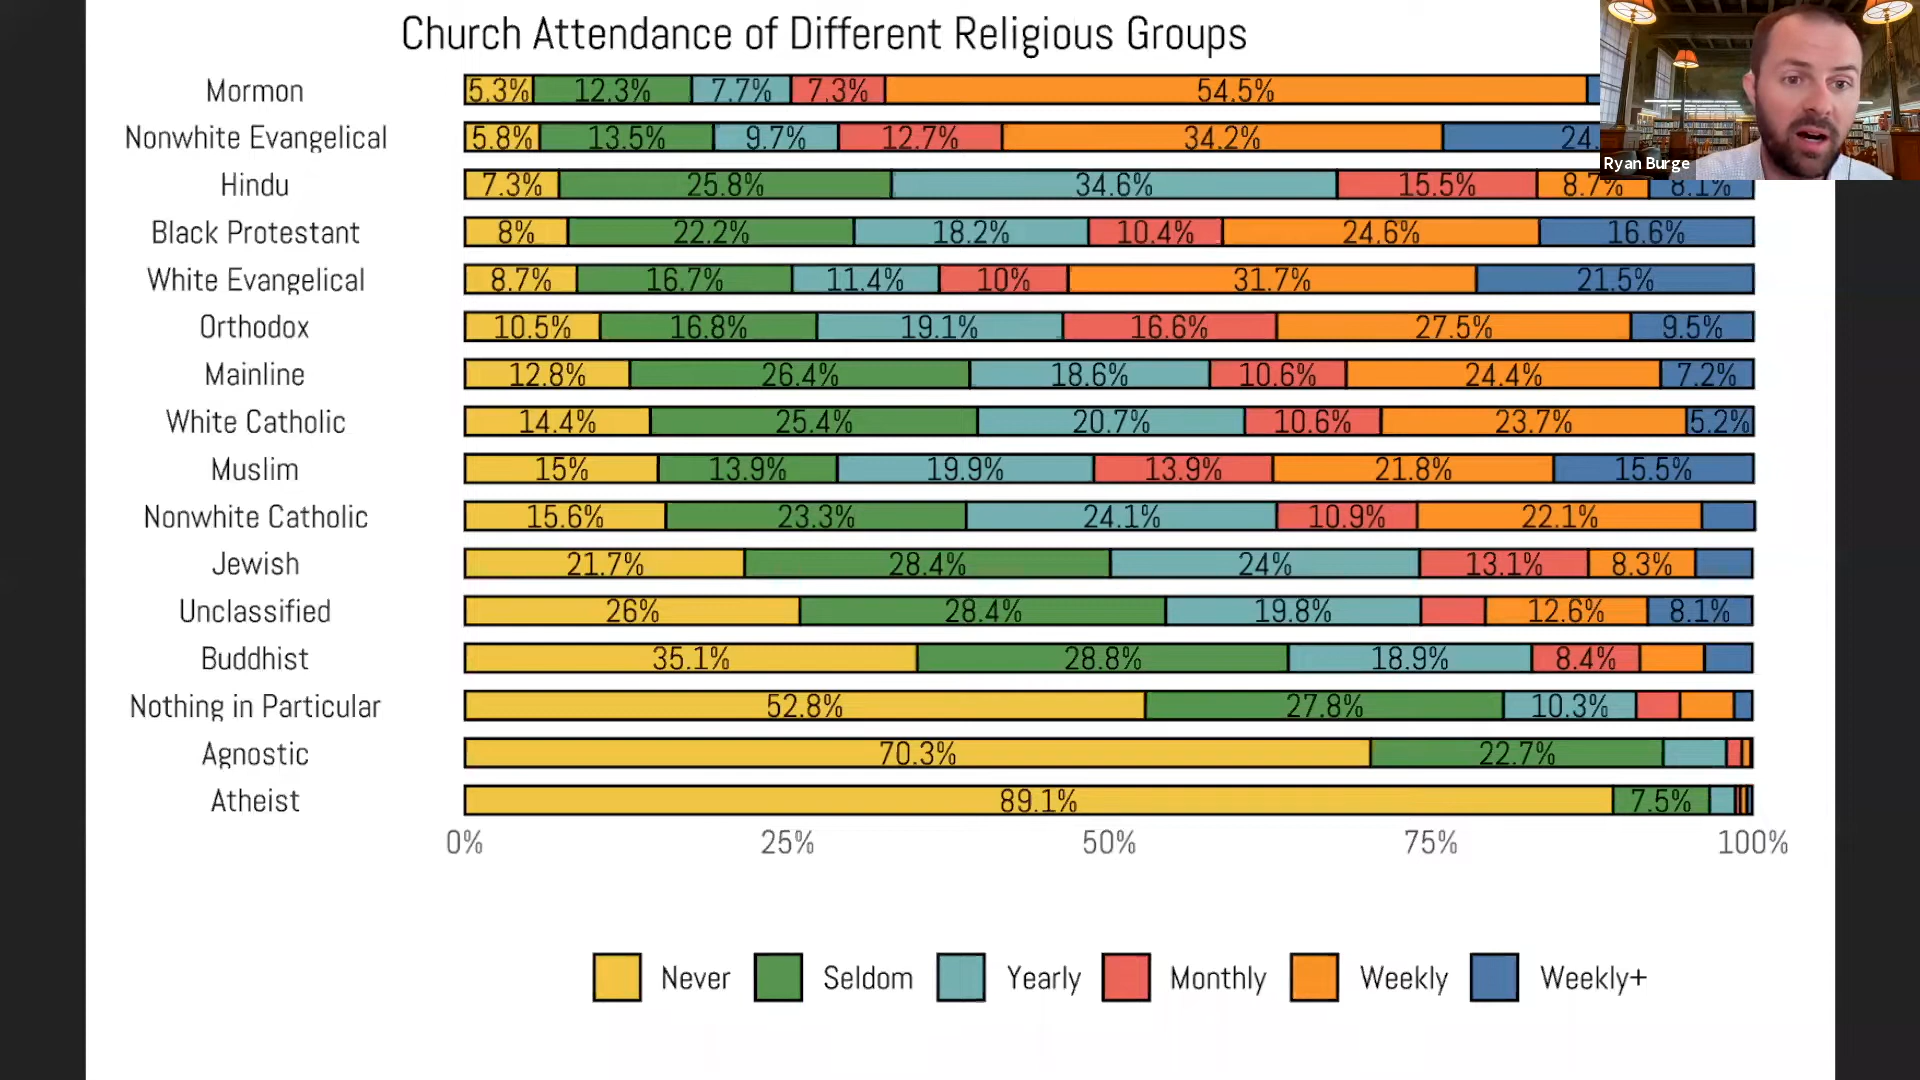 Church Attendance of Different Religious Groups
Mormon 5.3% 12.3% 7.7% 7.3% 54.5%
Nonwhite Evangelical 5.8% 13.5% 9.7% 12.7% 34.2% 24.
Ryan Burge
Hindu 7.3% 25.8% 34.6% 15.5% 8.7% 8.1%
Black Protestant 8% 22.2% 18.2% 10.4% 24.6% 16.6%
White Evangelical 8.7% 16.7% 11.4% 10% 31.7% 21.5%
Orthodox 10.5% 16.8% 19.1% 16.6% 27.5% 9.5%
Mainline 12.8% 26.4% 18.6% 10.6% 24.4% 7.2%
White Catholic 14.4% 25.4% 20.7% 10.6% 23.7% 5.2%
Muslim 15% 13.9% 19.9% 13.9% 21.8% 15.5%
Nonwhite Catholic 15.6% 23.3% 24.1% 10.9% 22.1%
Jewish 21.7% 28.4% 24% 13.1% 8.3%
Unclassified 26% 28.4% 19.8% 12.6% 8.1%
Buddhist 35.1% 28.8% 18.9% 8.4%
Nothing in Particular 52.8% 27.8% 10.3%
Agnostic 70.3% 22.7%
Atheist 89.1% 7.5%
0% 25% 50% 75% 100%
Never Seldom Yearly Monthly Weekly Weekly+